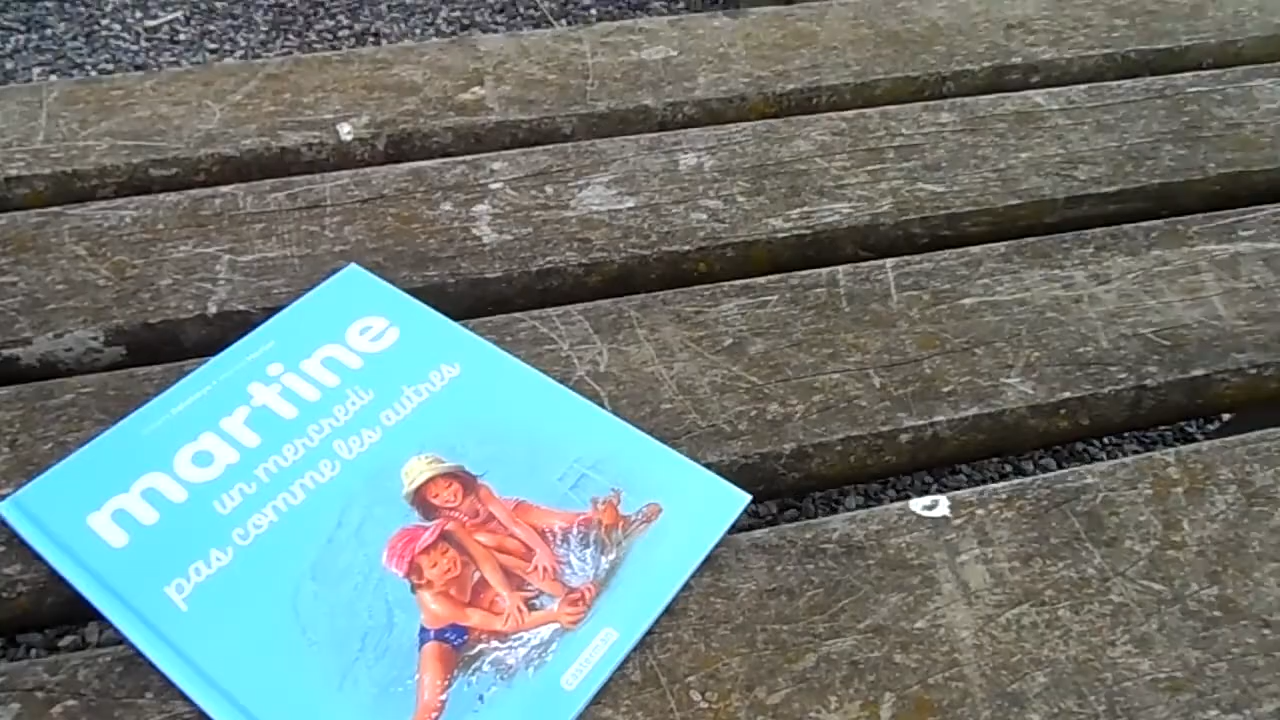 martine
un mercredi
pas comme les autres
casterman